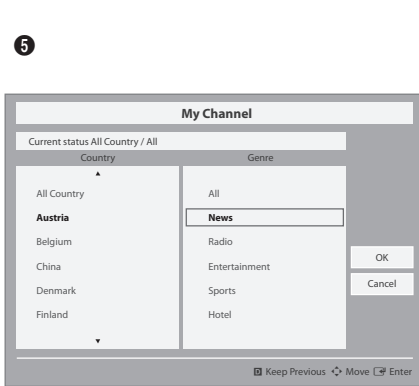 5
My Channel
Current status All Country / All
Country Genre
▲
All Country All
Austria News
Belgium Radio
China Entertainment
Denmark Sports
Finland Hotel
▼
OK
Cancel
D Keep Previous Move Enter